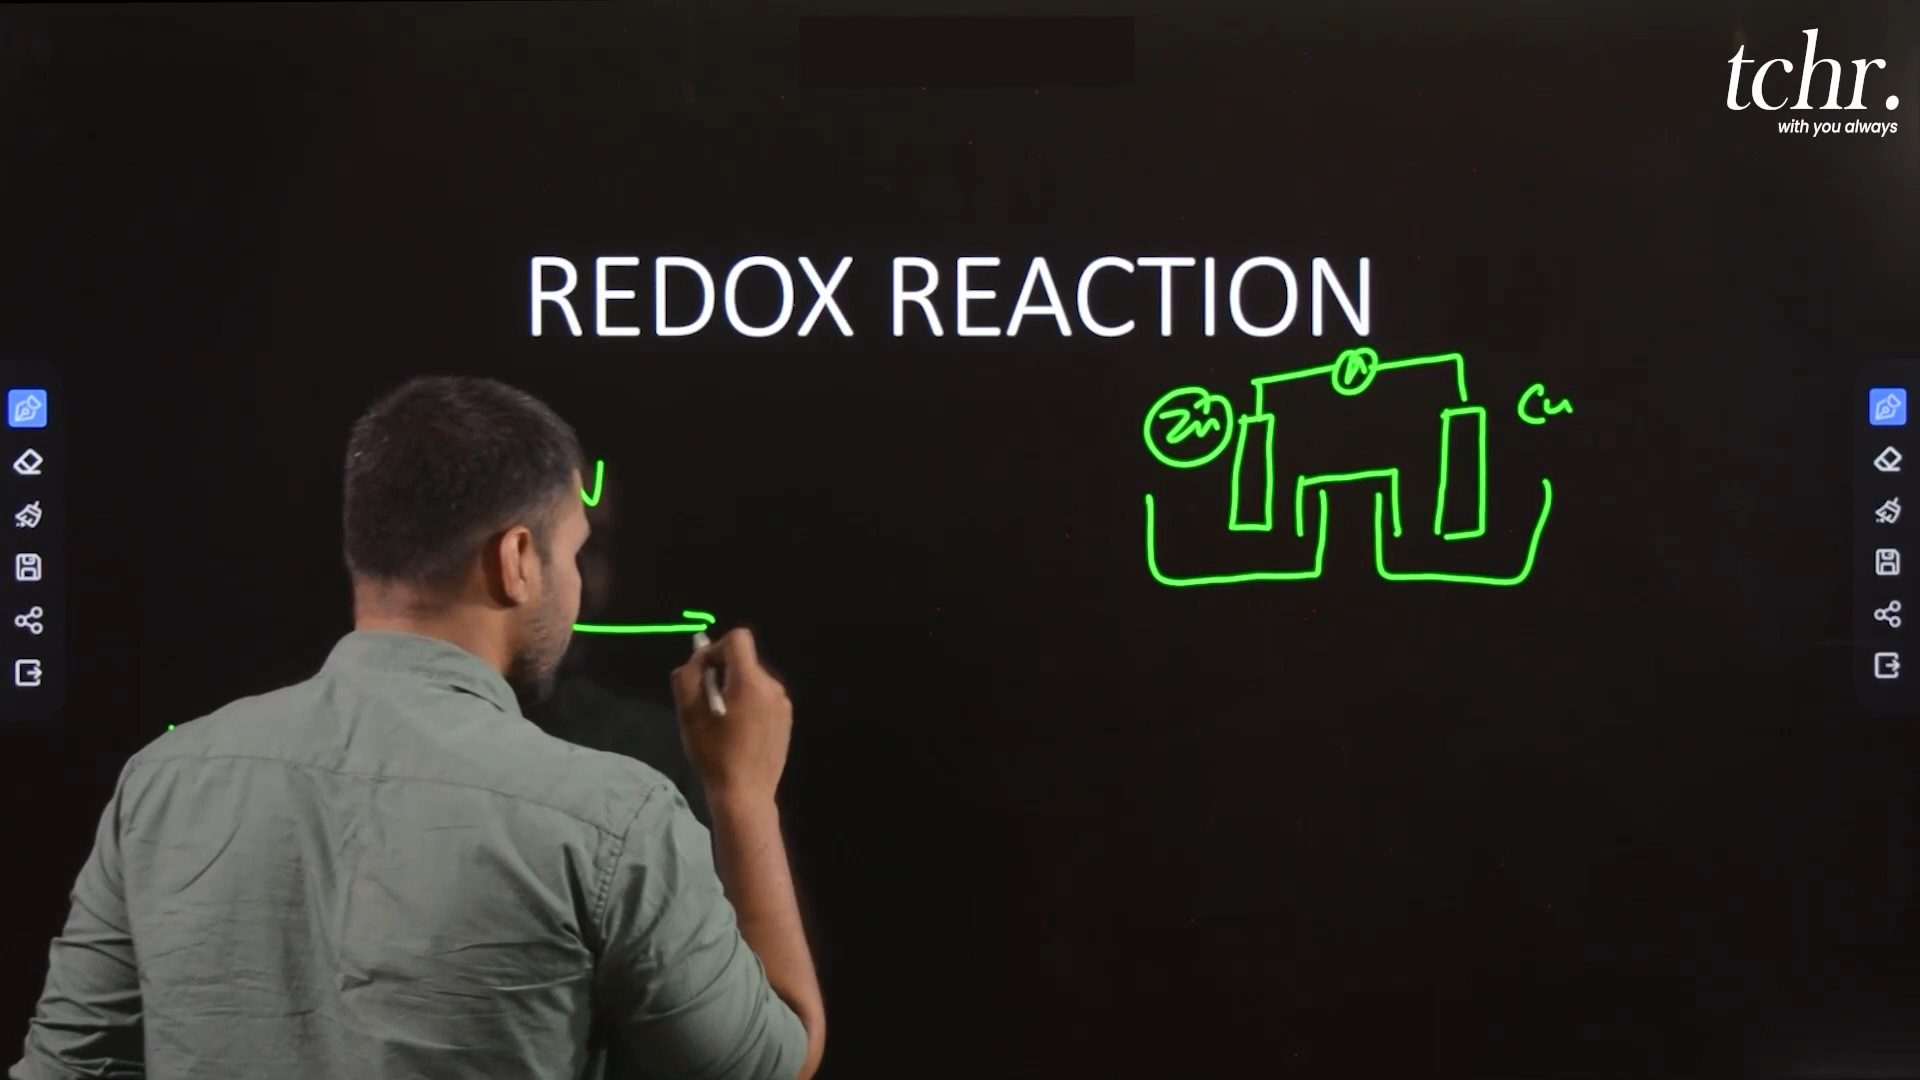 tchr.
with you always
REDOX REACTION
A
Zn
Cu